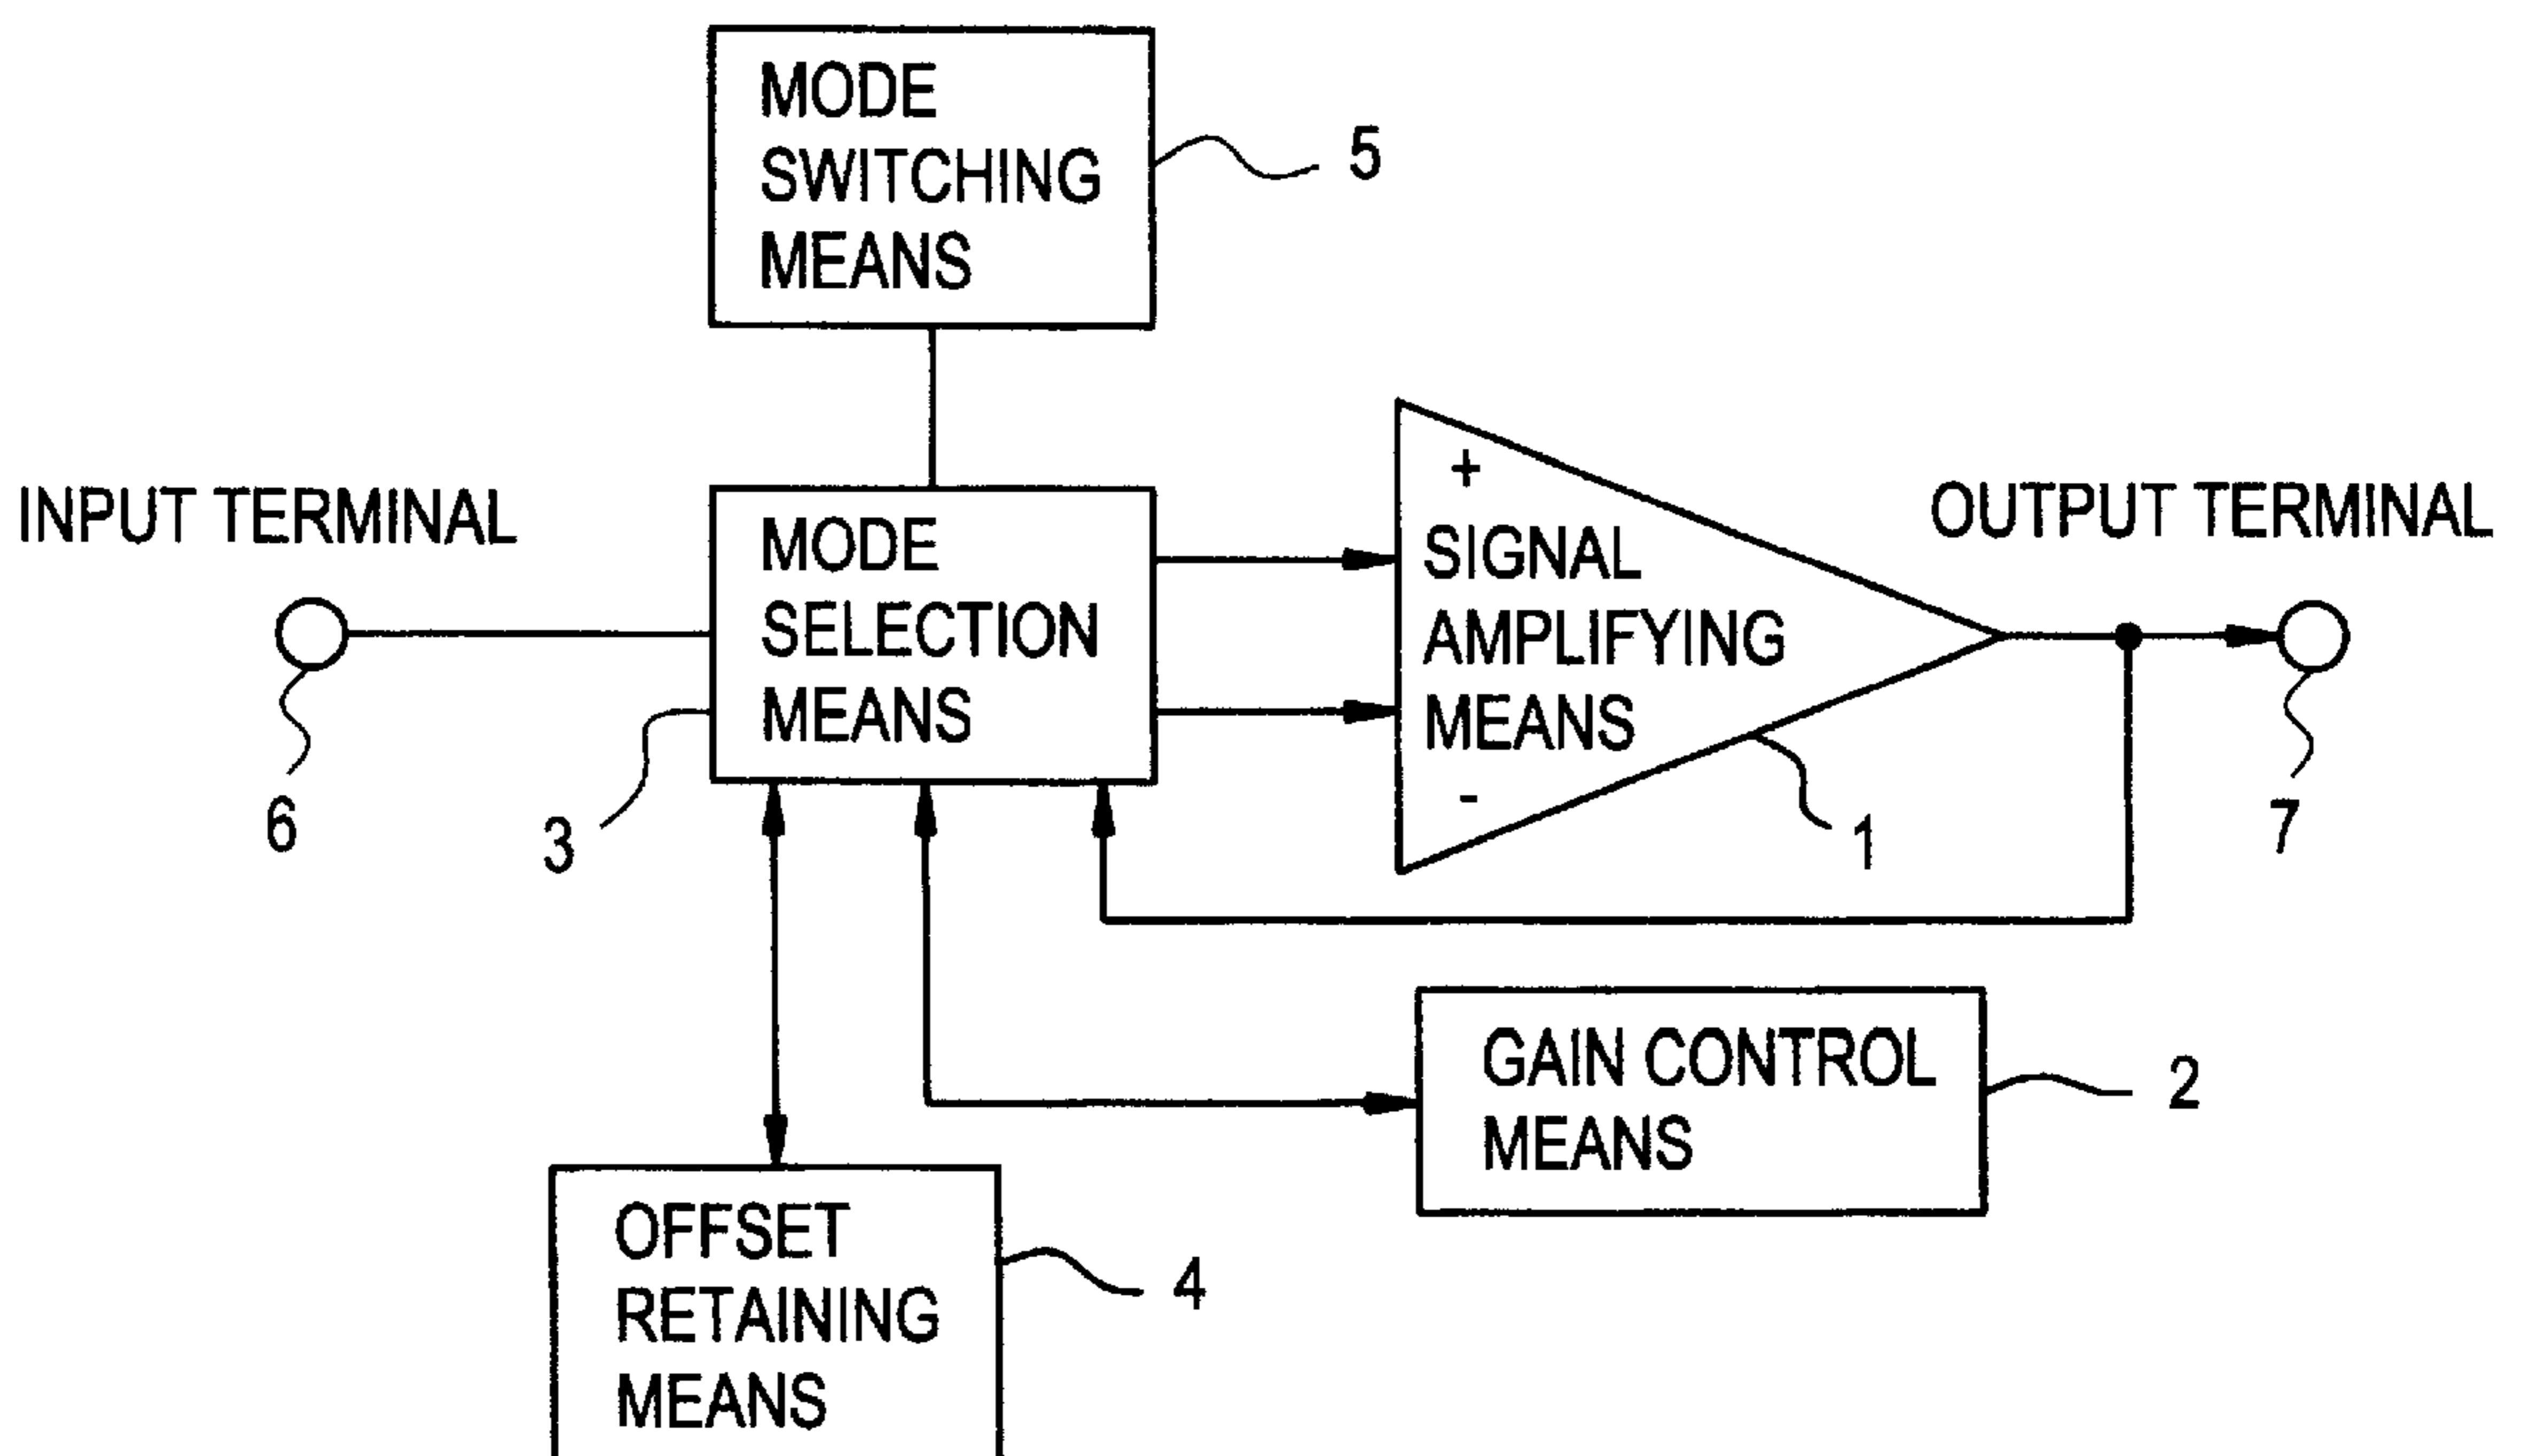 MODE
SWITCHING
MEANS
5
INPUT TERMINAL
6
MODE
SELECTION
MEANS
3
+
SIGNAL
AMPLIFYING
MEANS
-
1
OUTPUT TERMINAL
7
GAIN CONTROL
MEANS
2
OFFSET
RETAINING
MEANS
4